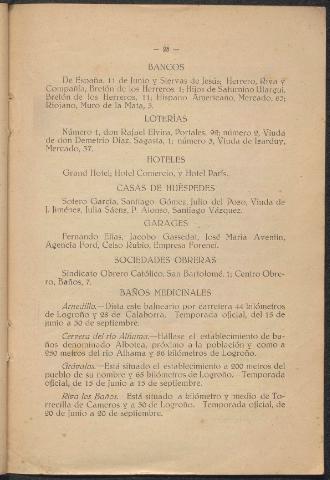 — 28 —
BANCOS
De España, 11 de Junio y Siervas de Jesús; Herrero, Riva y
Compañía, Bretón de los Herreros 1; Hijos de Saturnino Ulargui,
Bretón de los Herreros, 11; Hispano Americano, Mercado, 83;
Riojano, Muro de la Mata, 3.
LOTERÍAS
Número 1, don Rafael Elvira, Portales, 92; número 2, Viuda
de don Demetrio Díaz, Sagasta, 1; número 3, Viuda de Isarduy,
Mercado, 37.
HOTELES
Grand Hotel; Hotel Comercio, y Hotel París.
CASAS DE HUÉSPEDES
Sotero García, Santiago Gómez, Julio del Pozo, Viuda de
J. Jiménez, Julia Sáenz, P. Alonso, Santiago Vázquez.
GARAGES
Fernando Elías, Jacobo Gassedat, José María Aventín,
Agencia Ford, Celso Rubio, Empresa Forenel.
SOCIEDADES OBRERAS
Sindicato Obrero Católico, San Bartolomé, 1; Centro Obre-
ro, Baños, 7.
BAÑOS MEDICINALES
Arnedillo.—Dista este balneario por carretera 44 kilómetros
de Logroño y 28 de Calahorra. Temporada oficial, del 15 de
junio a 30 de septiembre.
Cervera del río Alhama.—Hállase el establecimiento de ba-
ños denominado Albotea, próximo a la población y como a
250 metros del río Alhama y 86 kilómetros de Logroño.
Grávalos.—Está situado el establecimiento a 200 metros del
pueblo de su nombre y 65 kilómetros de Logroño. Temporada
oficial, de 15 de junio a 15 de septiembre.
Riva los Baños. Está situado a kilómetro y medio de To-
rrecilla de Cameros y a 30 de Logroño. Temporada oficial, de
20 de junio a 20 de septiembre.